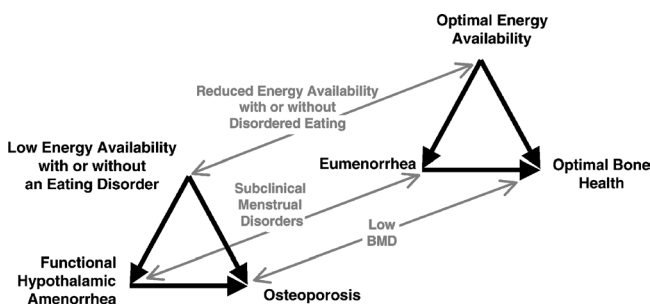 Optimal Energy
Availability
Reduced Energy Availability
with or without
Disordered Eating
Low Energy Availability
with or without
an Eating Disorder
Eumenorrhea
Optimal Bone
Health
Subclinical
Menstrual
Disorders
Low
BMD
Functional
Hypothalamic
Amenorrhea
Osteoporosis